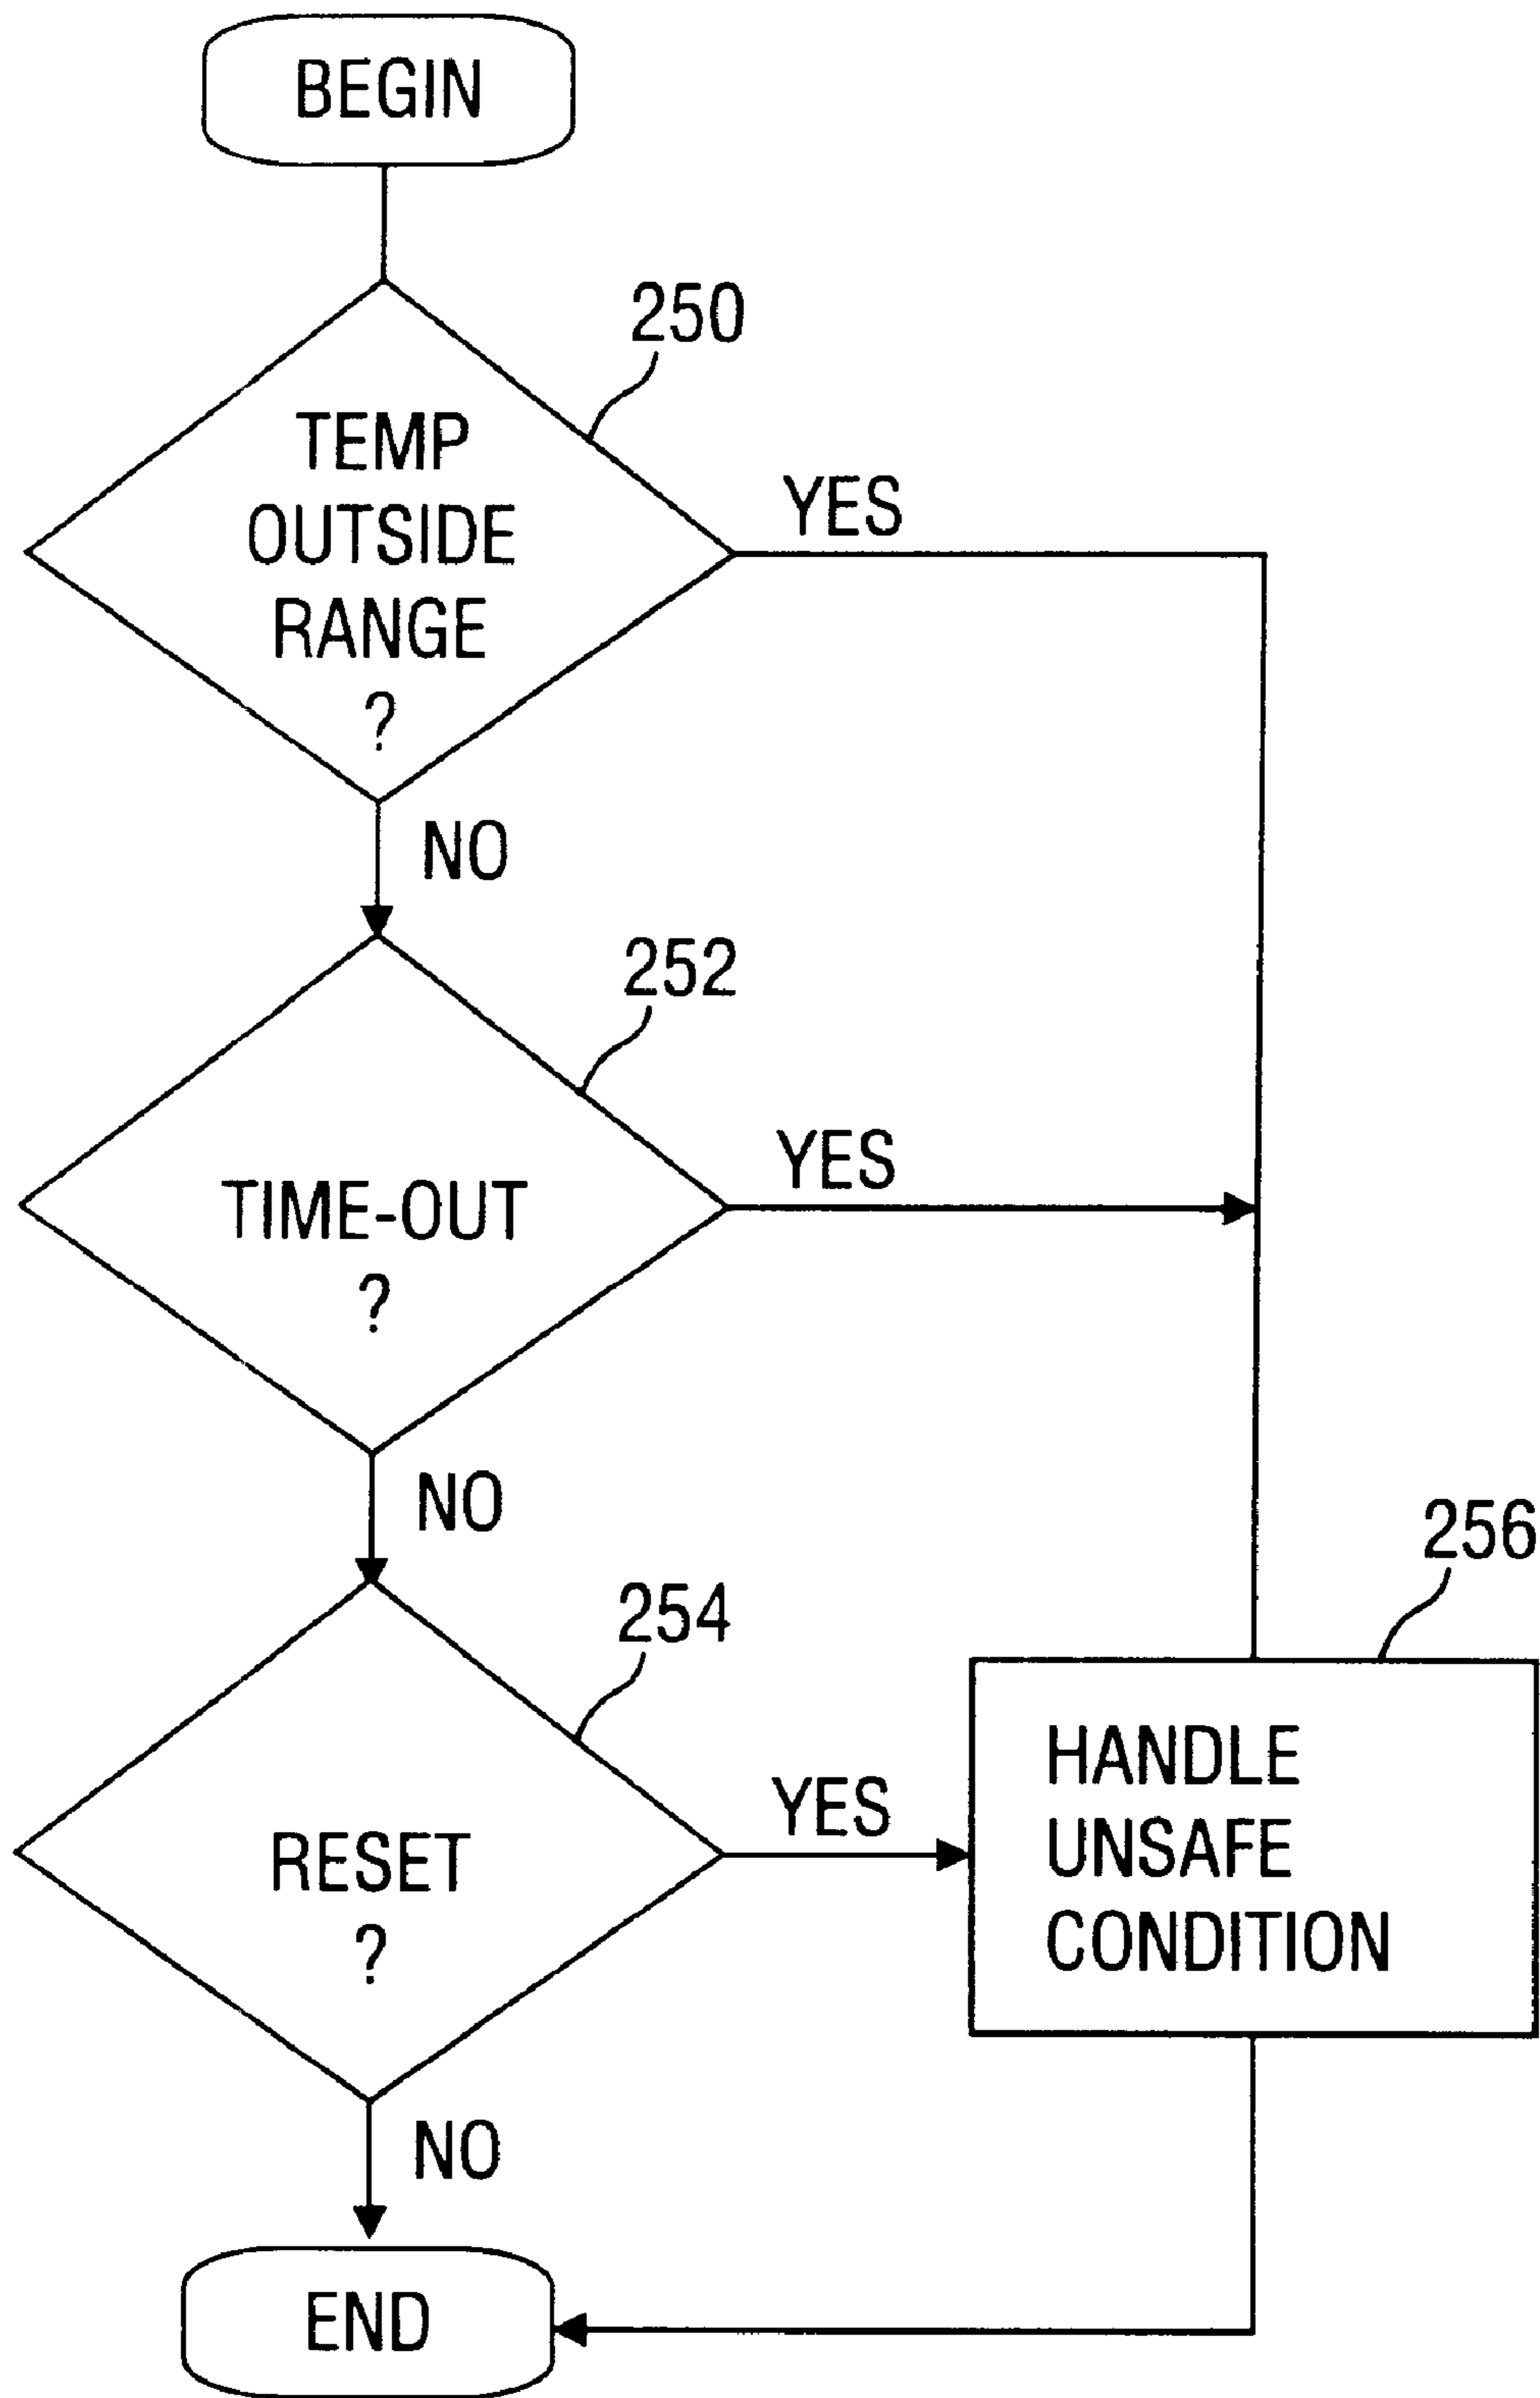 BEGIN
250
TEMP
OUTSIDE
RANGE
?
YES
NO
252
TIME-OUT
?
YES
NO
254
RESET
?
YES
256
HANDLE
UNSAFE
CONDITION
NO
END